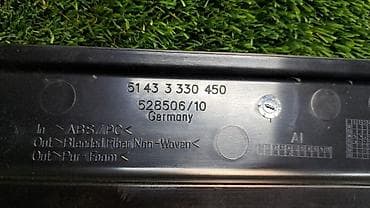 51 43 3 330 450
528506/10
Germany
In >ABS/PC<
Out >Blended Fiber Non-Woven<
Out >Pur-Foam<
AI